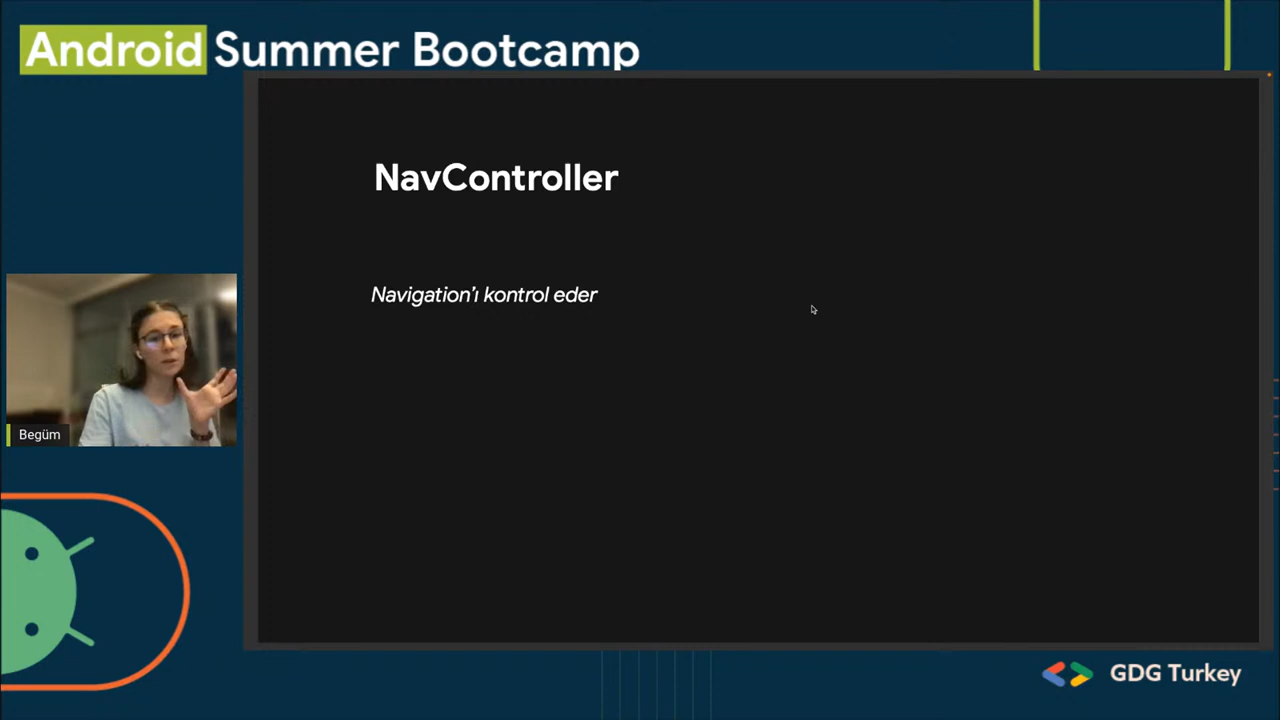 Android Summer Bootcamp
NavController
Navigation'ı kontrol eder
Begüm
GDG Turkey